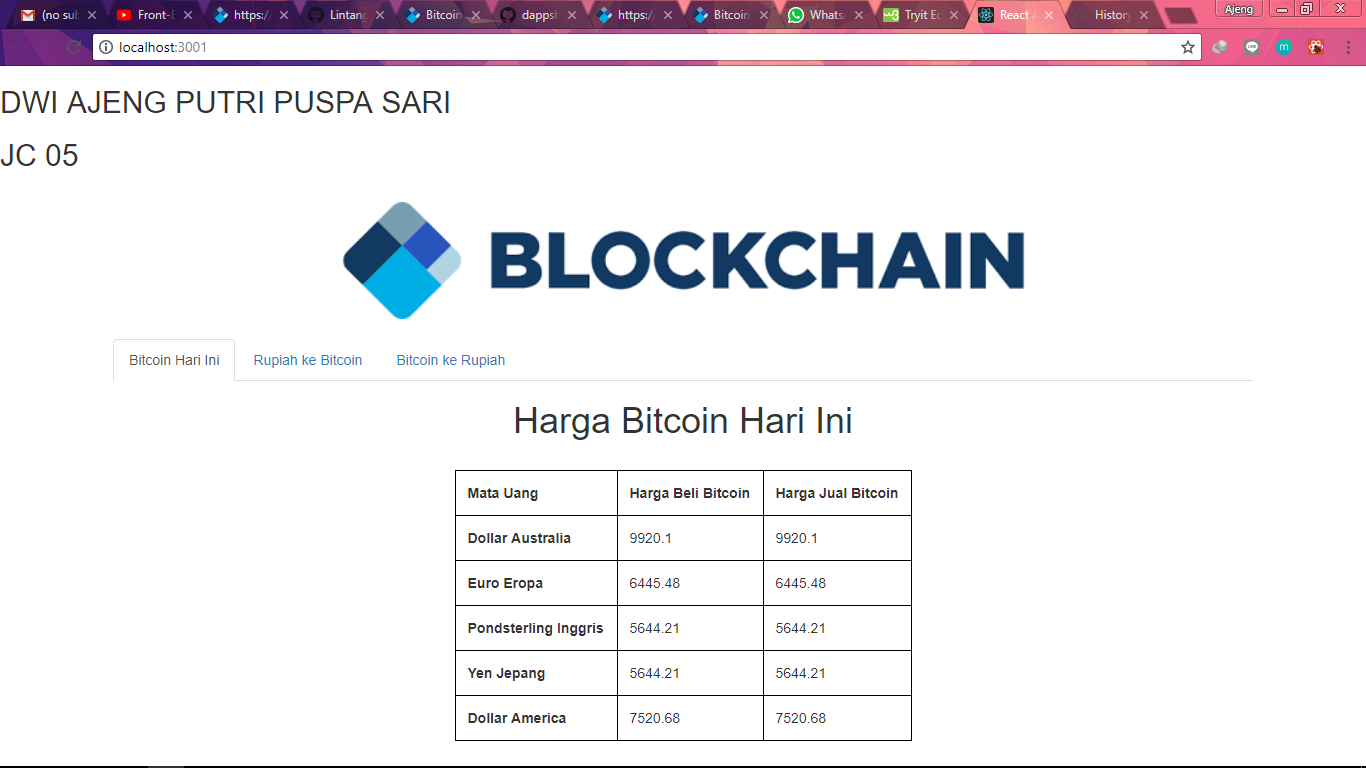 (no sub
Front-E
https:/
Lintang
Bitcoin
dappsh
https:/
Bitcoin
Whats
Tryit Ed
React A
History
Ajeng
localhost:3001
DWI AJENG PUTRI PUSPA SARI
JC 05
BLOCKCHAIN
Bitcoin Hari Ini
Rupiah ke Bitcoin
Bitcoin ke Rupiah
Harga Bitcoin Hari Ini
Mata Uang Harga Beli Bitcoin Harga Jual Bitcoin
Dollar Australia 9920.1 9920.1
Euro Eropa 6445.48 6445.48
Pondsterling Inggris 5644.21 5644.21
Yen Jepang 5644.21 5644.21
Dollar America 7520.68 7520.68